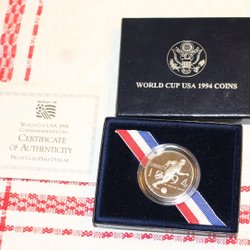 WORLD CUP USA 1994 COINS
WORLD CUP USA 1994
COMMEMORATIVE COIN
CERTIFICATE
OF AUTHENTICITY
PROOF CLAD HALF DOLLAR